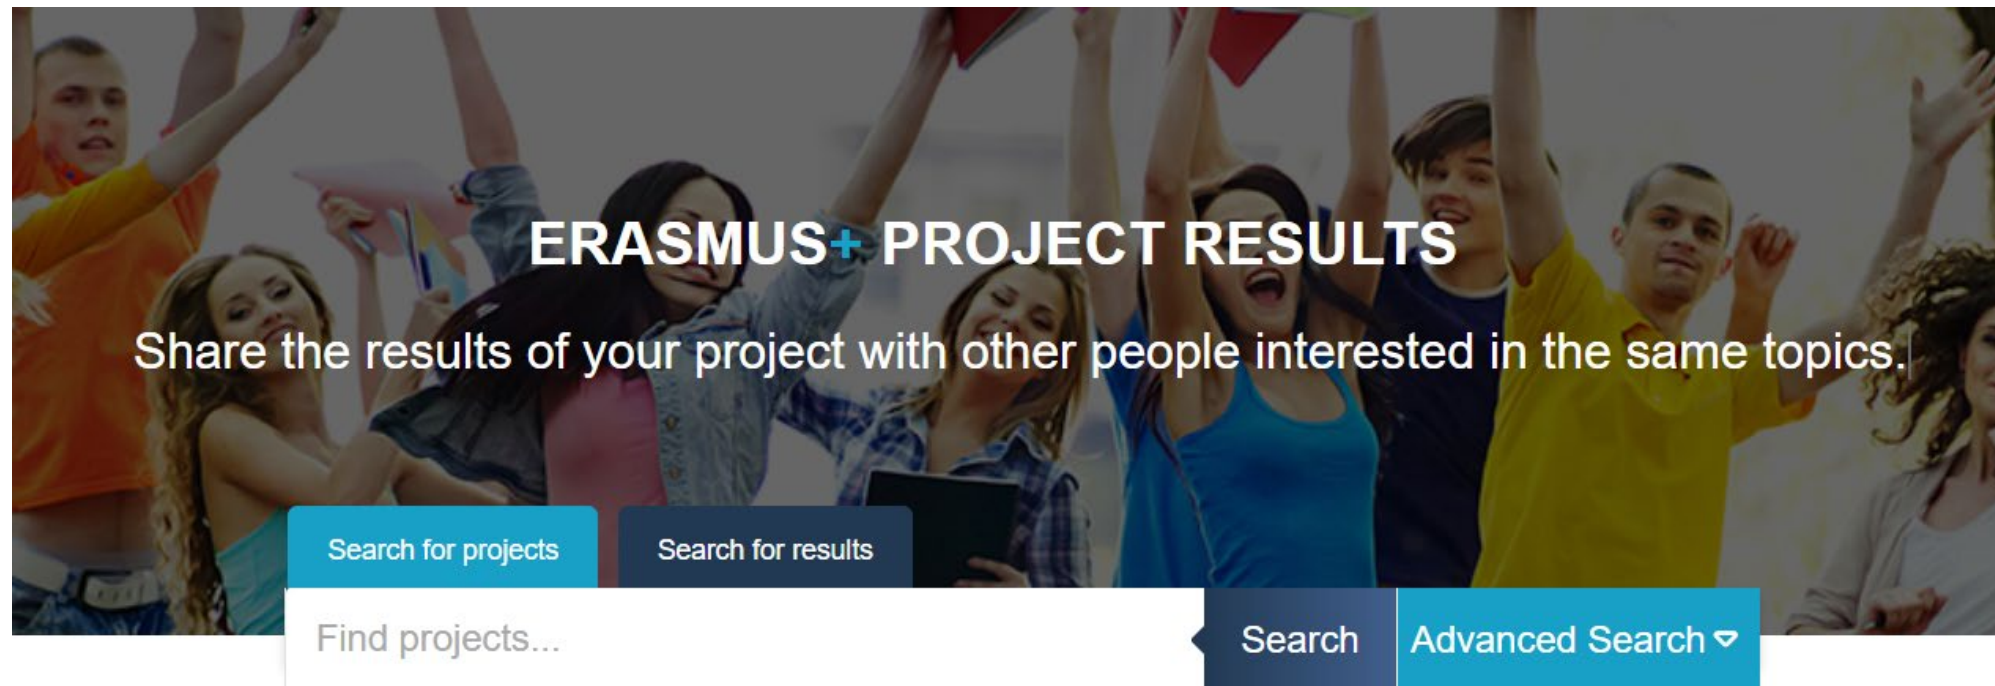 ERASMUS+ PROJECT RESULTS
Share the results of your project with other people interested in the same topics.
Search for projects
Search for results
Find projects...
Search
Advanced Search